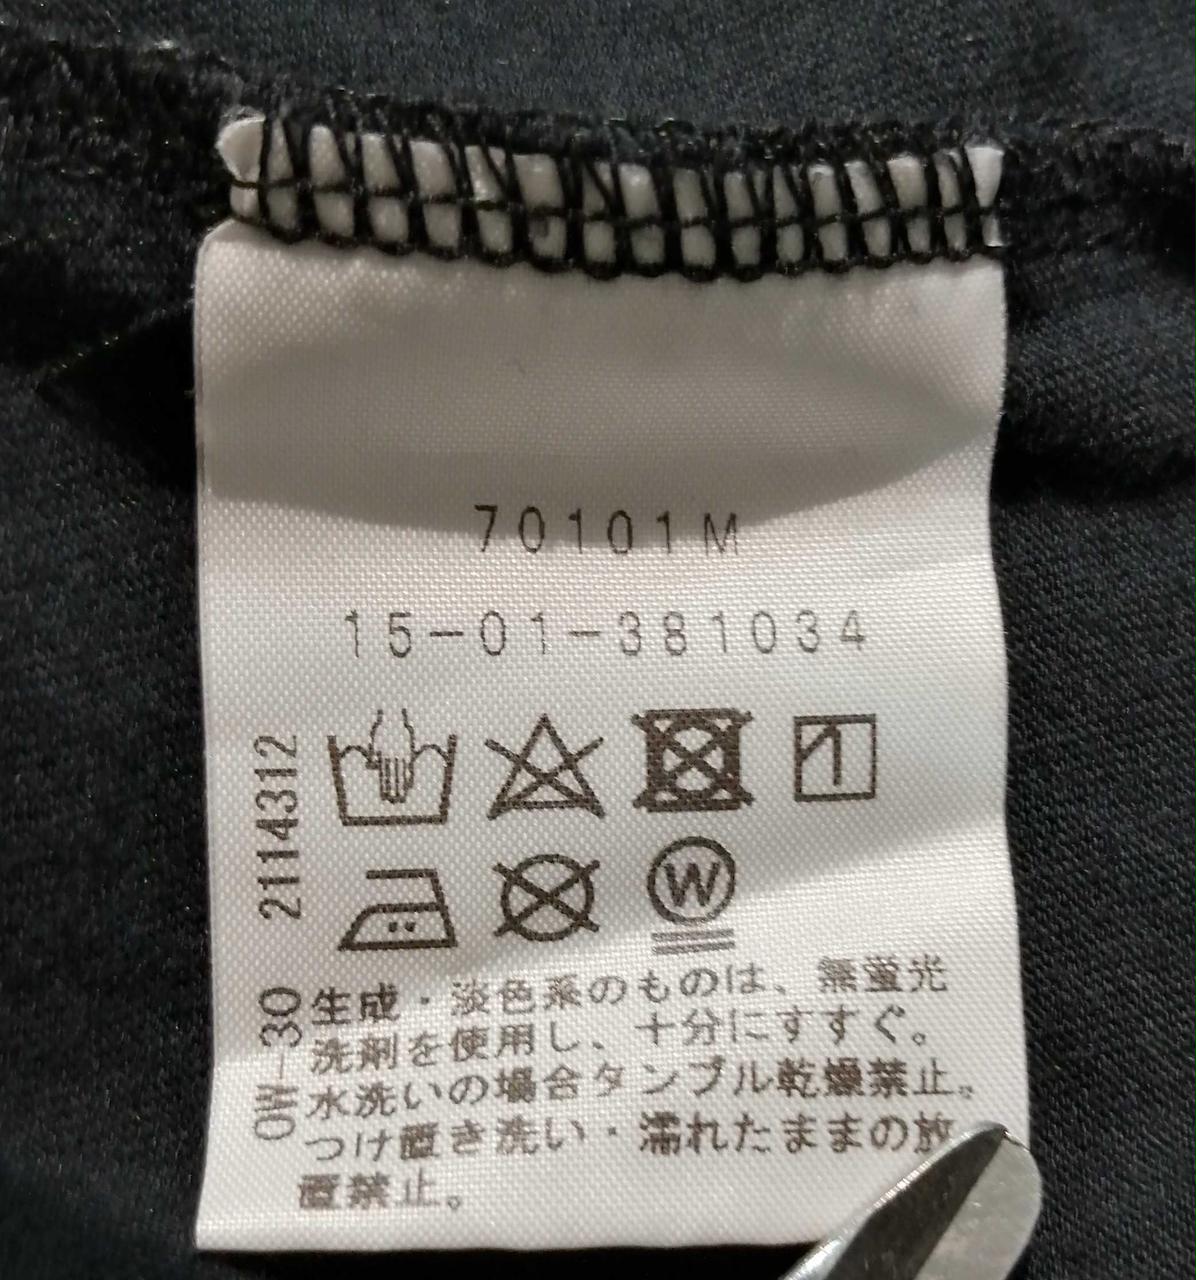 70101M
15-01-381034
2114312
OW-30
W
生成・淡色系のものは、無蛍光
洗剤を使用し、十分にすすぐ。
水洗いの場合タンブル乾燥禁止。
つけ置き洗い・濡れたままの放
置禁止。